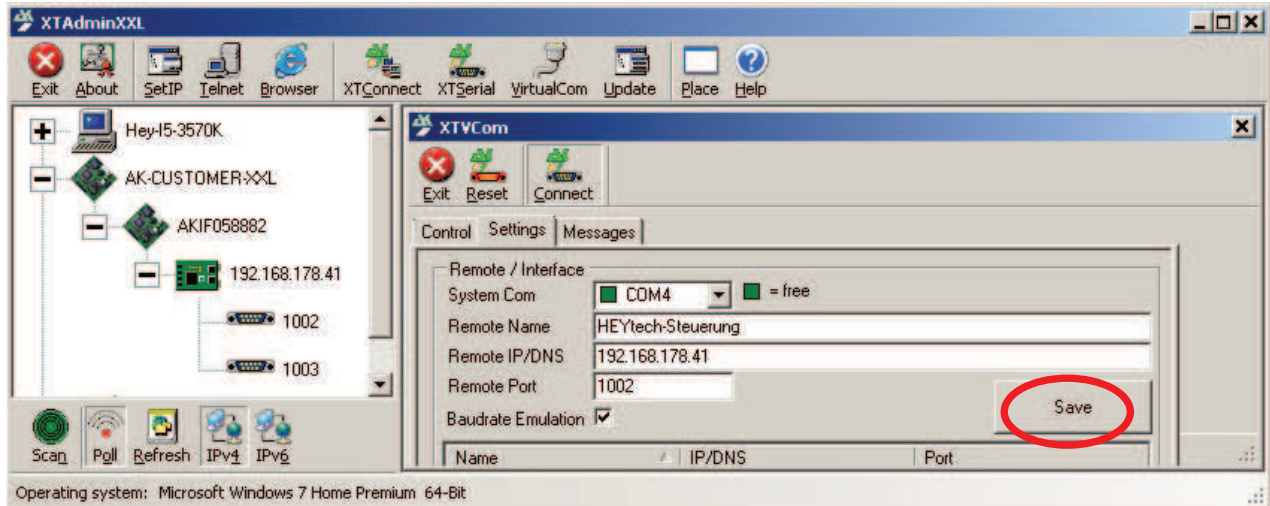 XTAdminXXL
Exit About SetIP Telnet Browser XTConnect XTSerial VirtualCom Update Place Help
Hey-I5-3570K
AK-CUSTOMER-XXL
AKIF058882
192.168.178.41
1002
1003
Scan Poll Refresh IPv4 IPv6
XTVCom
Exit Reset Connect
Control Settings Messages
Remote / Interface
System Com COM4 = free
Remote Name HEYtech-Steuerung
Remote IP/DNS 192.168.178.41
Remote Port 1002
Baudrate Emulation
Save
Name IP/DNS Port
Operating system: Microsoft Windows 7 Home Premium 64-Bit